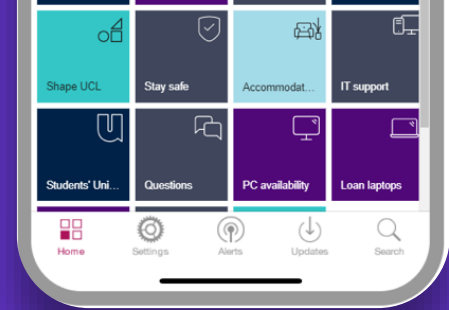 Shape UCL
Stay safe
Accommodat...
IT support
Students' Uni...
Questions
PC availability
Loan laptops
Home
Settings
Alerts
Updates
Search